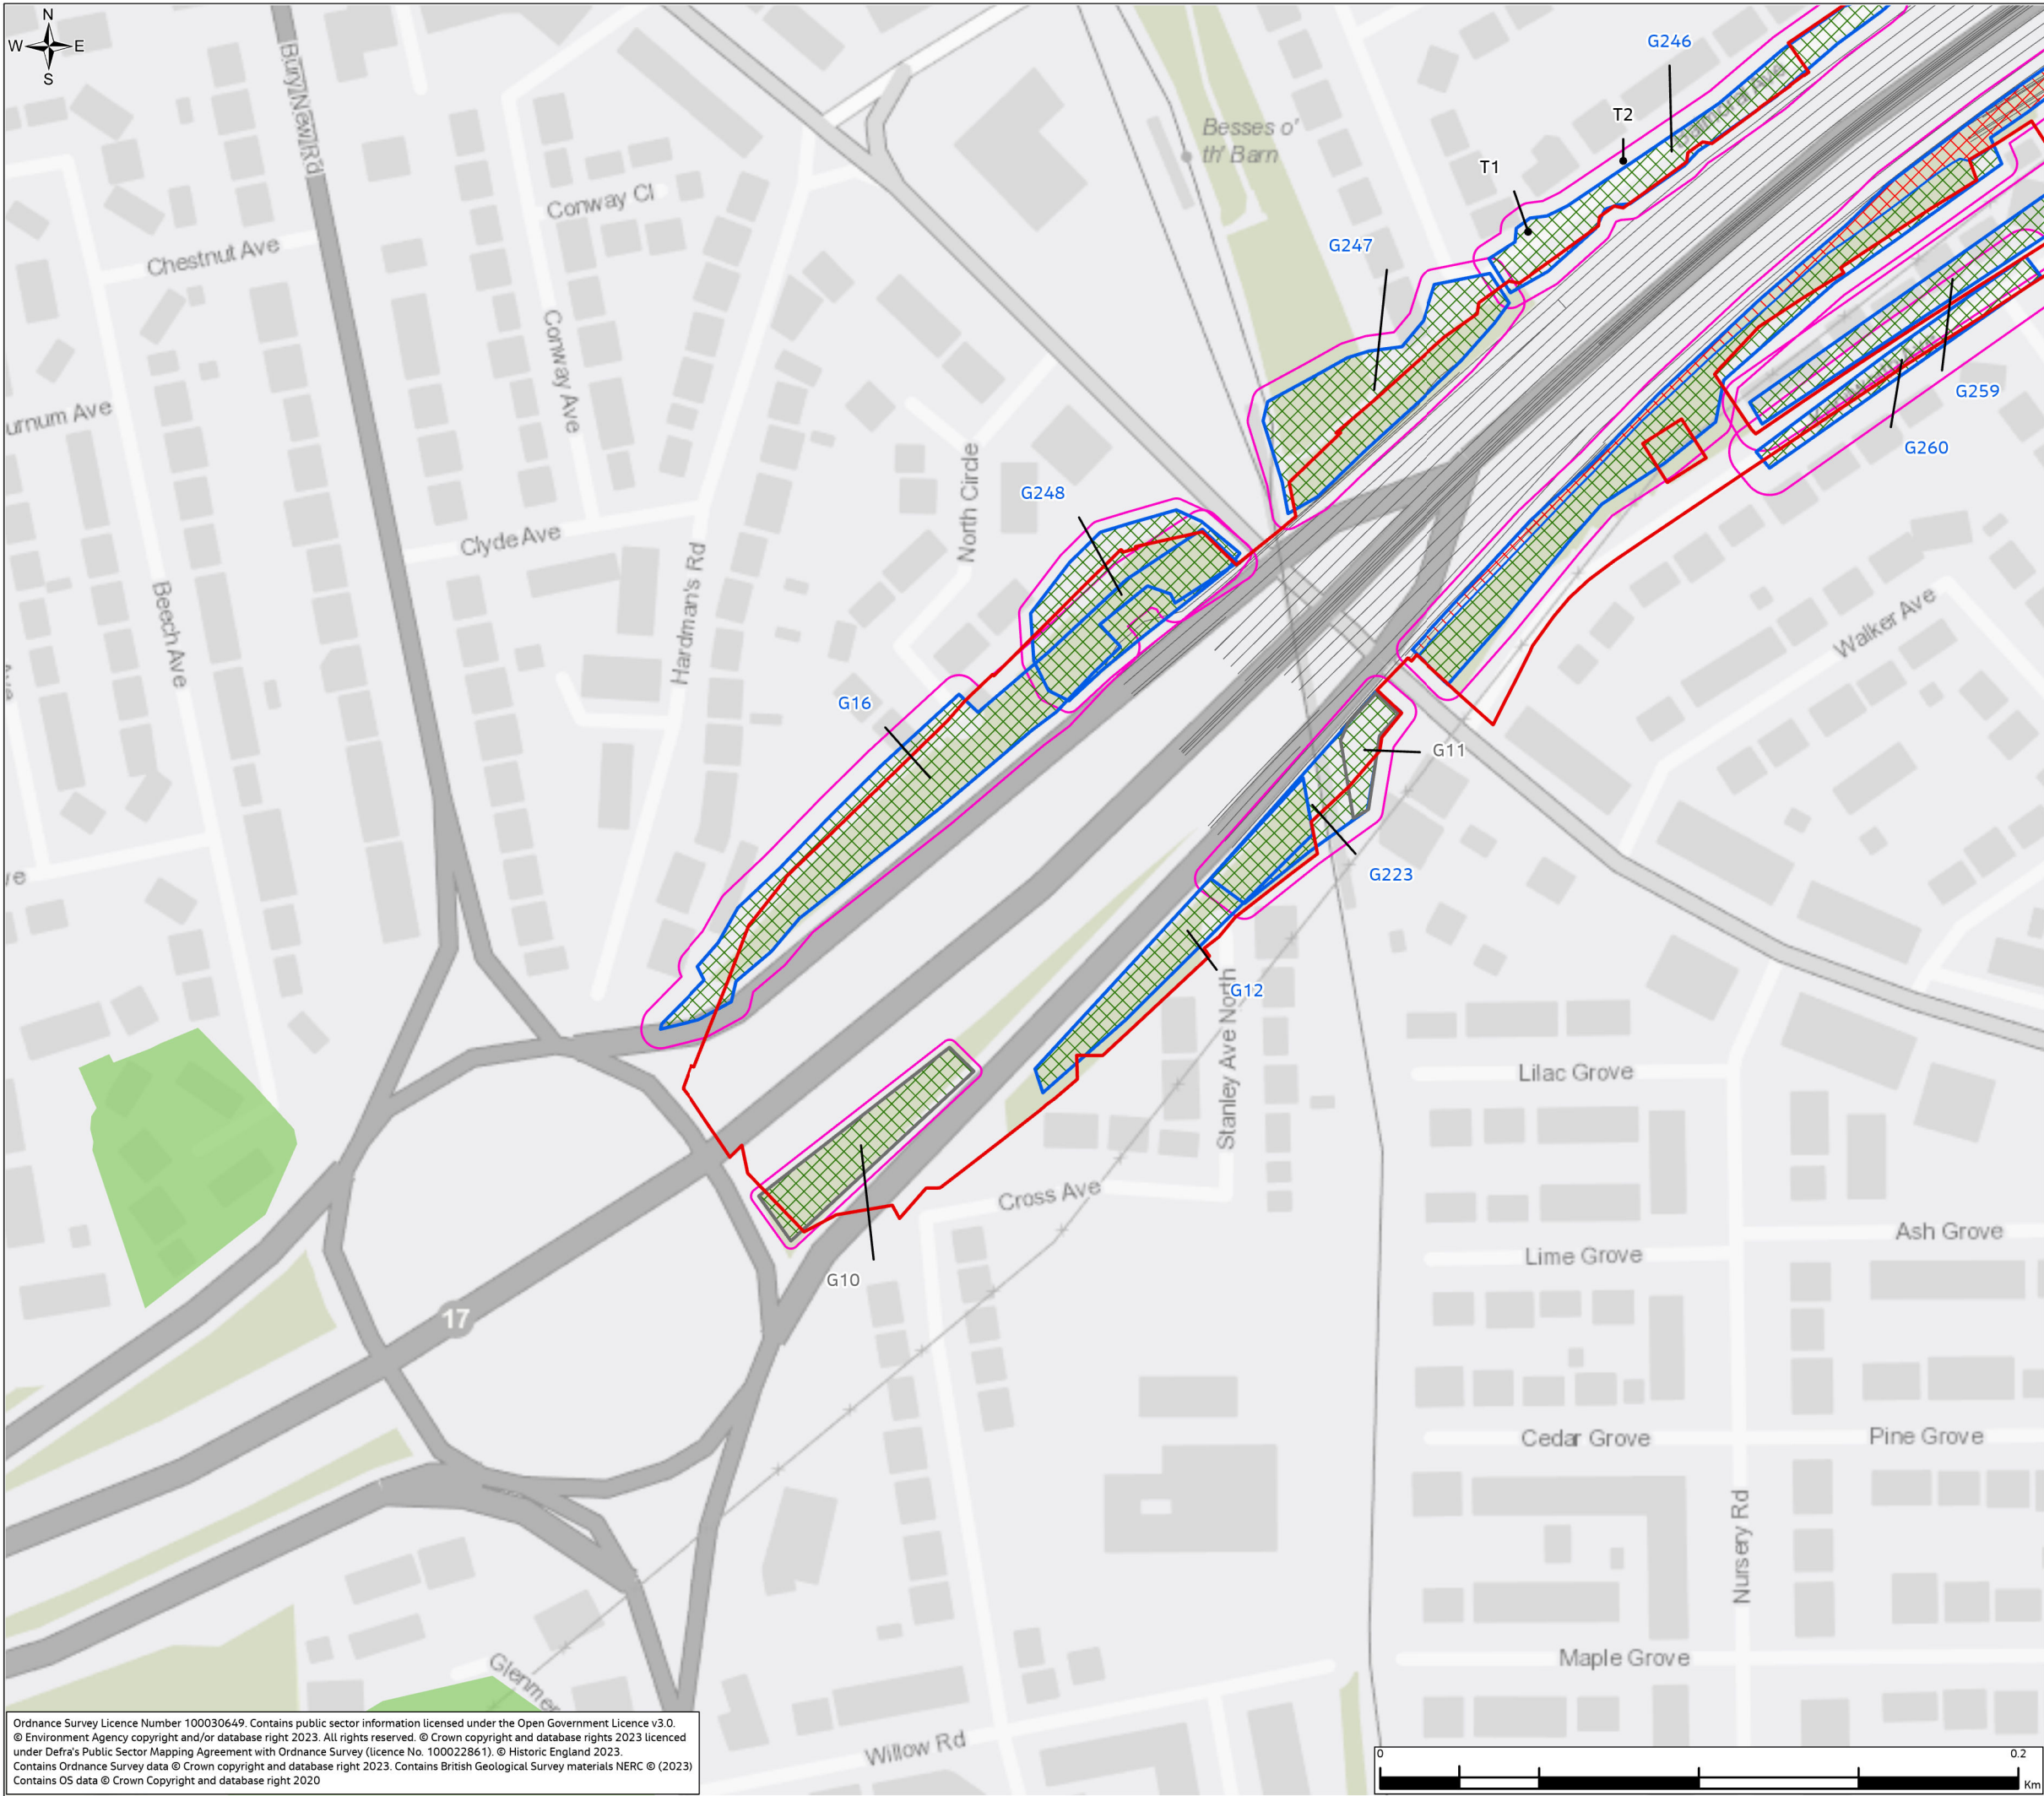 N
W E
S
Bury New Rd
G246
T2
Besses o'
th' Barn
T1
Conway Cl
Chestnut Ave
G247
Conway Ave
urnum Ave
G259
G260
North Circle
G248
Clyde Ave
Hardman's Rd
Beech Ave
Walker Ave
G16
G11
ve
G223
G12
Stanley Ave North
Lilac Grove
Cross Ave
Ash Grove
Lime Grove
G10
17
Cedar Grove
Pine Grove
Nursery Rd
Maple Grove
Glenmer
Willow Rd
Ordnance Survey Licence Number 100030649. Contains public sector information licensed under the Open Government Licence v3.0.
© Environment Agency copyright and/or database right 2023. All rights reserved. © Crown copyright and database rights 2023 licenced
under Defra's Public Sector Mapping Agreement with Ordnance Survey (licence No. 100022861). © Historic England 2023.
Contains Ordnance Survey data © Crown copyright and database right 2023. Contains British Geological Survey materials NERC © (2023)
Contains OS data © Crown Copyright and database right 2020
0 0.2
Km